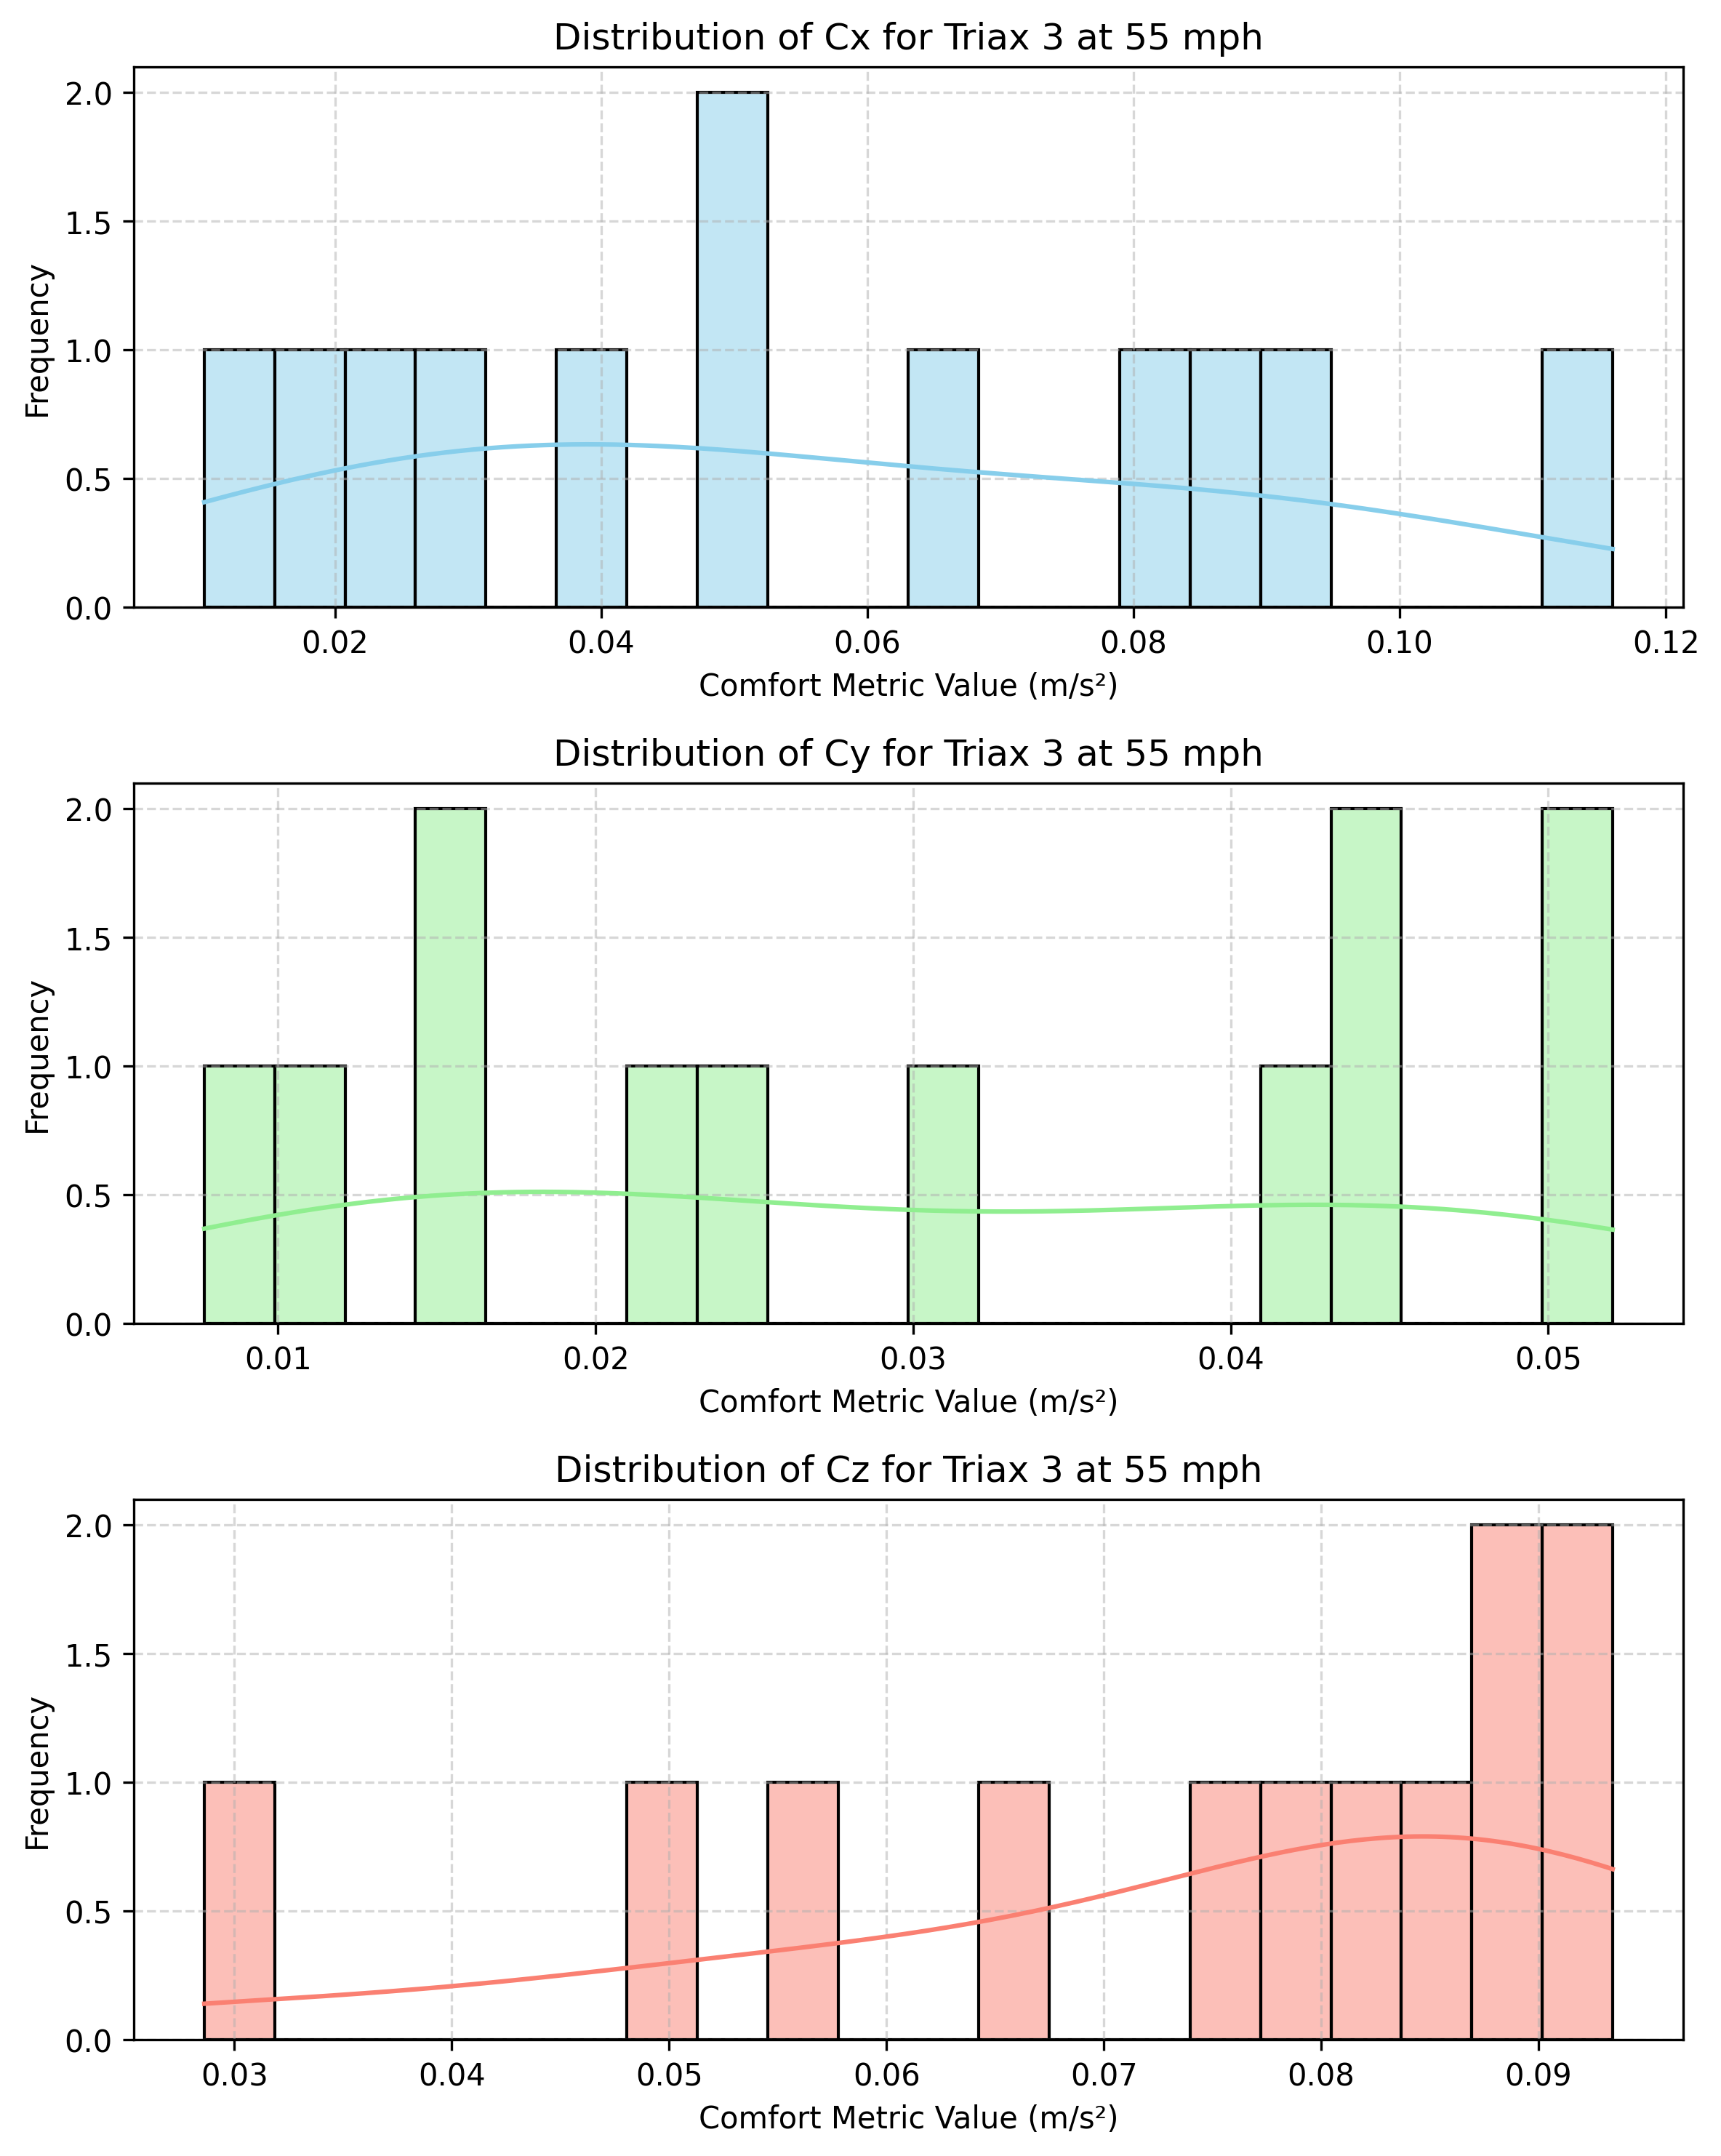 Distribution of Cx for Triax 3 at 55 mph
2.0
1.5
1.0
0.5
0.0
Frequency
0.02 0.04 0.06 0.08 0.10 0.12
Comfort Metric Value (m/s²)
Distribution of Cy for Triax 3 at 55 mph
2.0
1.5
1.0
0.5
0.0
Frequency
0.01 0.02 0.03 0.04 0.05
Comfort Metric Value (m/s²)
Distribution of Cz for Triax 3 at 55 mph
2.0
1.5
1.0
0.5
0.0
Frequency
0.03 0.04 0.05 0.06 0.07 0.08 0.09
Comfort Metric Value (m/s²)